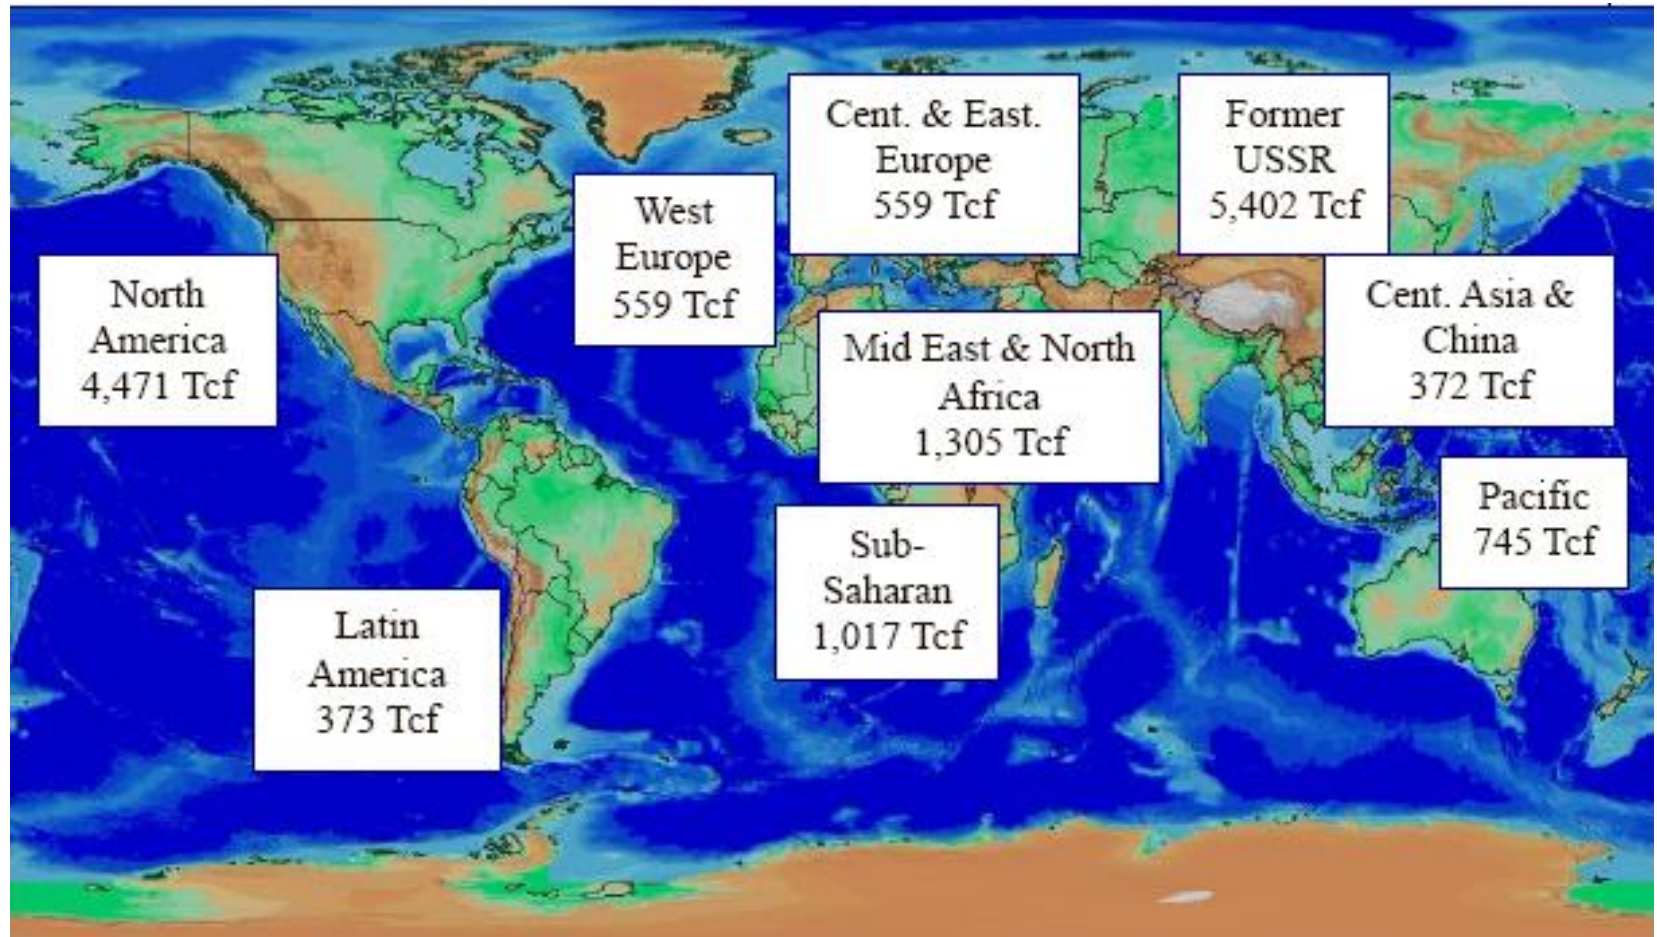 Cent. & East.
Europe
559 Tcf
Former
USSR
5,402 Tcf
West
Europe
559 Tcf
North
America
4,471 Tcf
Cent. Asia &
China
372 Tcf
Mid East & North
Africa
1,305 Tcf
Pacific
745 Tcf
Sub-
Saharan
1,017 Tcf
Latin
America
373 Tcf